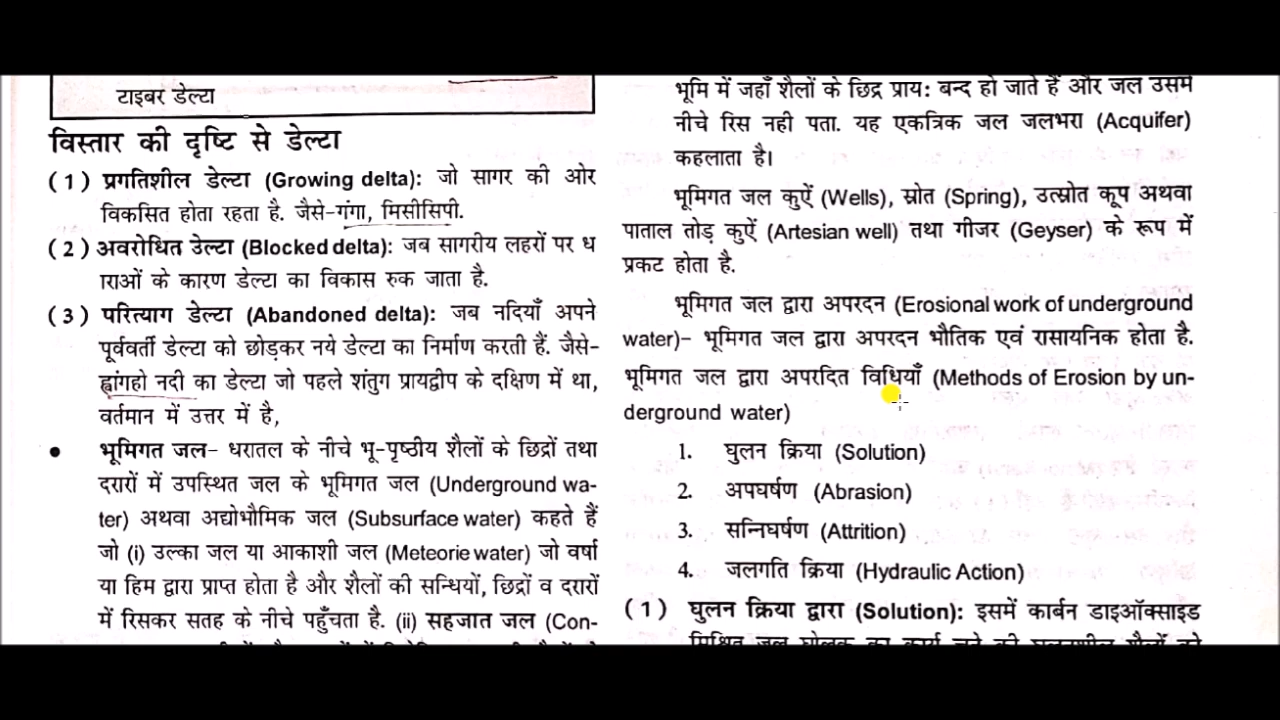 टाइबर डेल्टा
विस्तार की दृष्टि से डेल्टा
(1) प्रगतिशील डेल्टा (Growing delta): जो सागर की ओर
विकसित होता रहता है. जैसे-गंगा, मिसीसिपी.
(2) अवरोधित डेल्टा (Blocked delta): जब सागरीय लहरों पर ध
ाराओं के कारण डेल्टा का विकास रुक जाता है.
(3) परित्याग डेल्टा (Abandoned delta): जब नदियाँ अपने
पूर्ववर्ती डेल्टा को छोड़कर नये डेल्टा का निर्माण करती हैं. जैसे-
ह्वांगहो नदी का डेल्टा जो पहले शंतुग प्रायद्वीप के दक्षिण में था,
वर्तमान में उत्तर में है,
● भूमिगत जल- धरातल के नीचे भू-पृष्ठीय शैलों के छिद्रों तथा
दरारों में उपस्थित जल के भूमिगत जल (Underground wa-
ter) अथवा अद्योभौमिक जल (Subsurface water) कहते हैं
जो (i) उल्का जल या आकाशी जल (Meteorie water) जो वर्षा
या हिम द्वारा प्राप्त होता है और शैलों की सन्धियों, छिद्रों व दरारों
में रिसकर सतह के नीचे पहुँचता है. (ii) सहजात जल (Con-
भूमि में जहाँ शैलों के छिद्र प्राय: बन्द हो जाते हैं और जल उसमें
नीचे रिस नही पता. यह एकत्रिक जल जलभरा (Acquifer)
कहलाता है।
भूमिगत जल कुऐं (Wells), स्रोत (Spring), उत्स्रोत कूप अथवा
पाताल तोड़ कुऐं (Artesian well) तथा गीजर (Geyser) के रूप में
प्रकट होता है.
भूमिगत जल द्वारा अपरदन (Erosional work of underground
water)- भूमिगत जल द्वारा अपरदन भौतिक एवं रासायनिक होता है.
भूमिगत जल द्वारा अपरदित विधियाँ (Methods of Erosion by un-
derground water)
1. घुलन क्रिया (Solution)
2. अपघर्षण (Abrasion)
3. सन्निघर्षण (Attrition)
4. जलगति क्रिया (Hydraulic Action)
(1) घुलन क्रिया द्वारा (Solution): इसमें कार्बन डाइऑक्साइड
मिश्रित जल घोलक का कार्य चूने की घुलनशील शैलों को